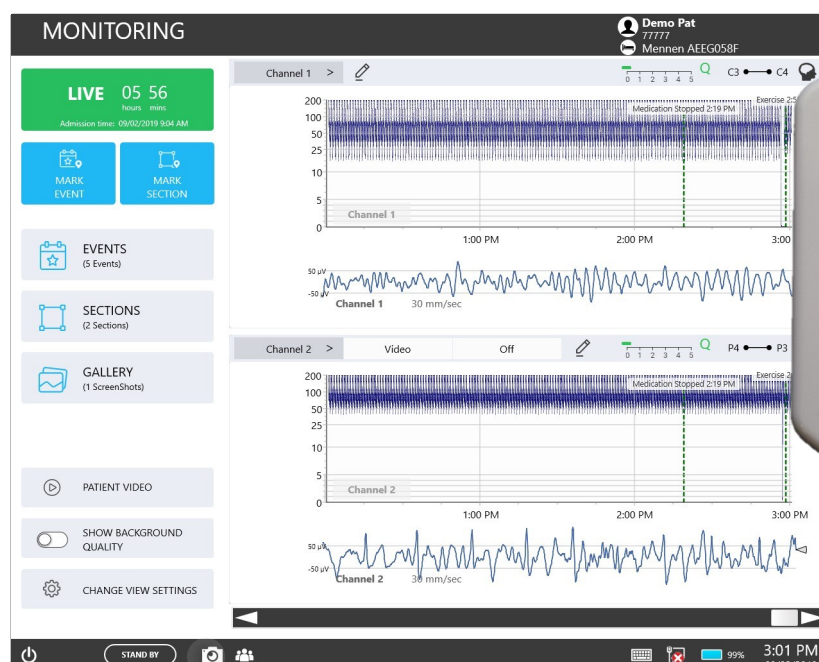 MONITORING
Demo Pat
77777
Mennen AEEG058F
LIVE 05 56
hours mins
Admission time: 09/02/2019 9:04 AM
MARK EVENT
MARK SECTION
EVENTS
(5 Events)
SECTIONS
(2 Sections)
GALLERY
(1 ScreenShots)
PATIENT VIDEO
SHOW BACKGROUND QUALITY
CHANGE VIEW SETTINGS
Channel 1 >
0 1 2 3 4 5 Q C3 C4
Medication Stopped 2:19 PM
Exercise
200
100
50
25
10
5
0
Channel 1
1:00 PM 2:00 PM 3:00
50 µV
-50 µV
Channel 1 30 mm/sec
Channel 2 > Video Off
0 1 2 3 4 5 Q P4 P3
Medication Stopped 2:19 PM
Exercise 2
200
100
50
25
10
5
0
Channel 2
1:00 PM 2:00 PM 3:00 PM
50 µV
-50 µV
Channel 2 30 mm/sec
STAND BY
99% 3:01 PM